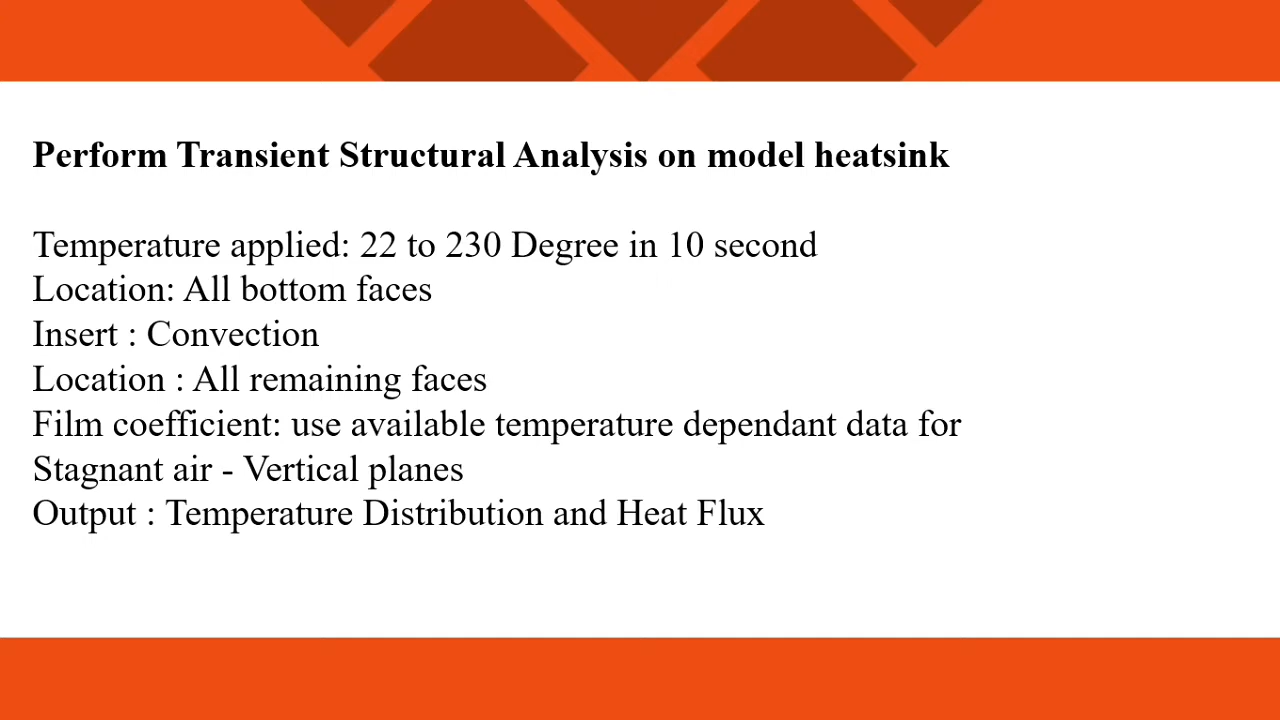 Perform Transient Structural Analysis on model heatsink
Temperature applied: 22 to 230 Degree in 10 second
Location: All bottom faces
Insert : Convection
Location : All remaining faces
Film coefficient: use available temperature dependant data for
Stagnant air - Vertical planes
Output : Temperature Distribution and Heat Flux